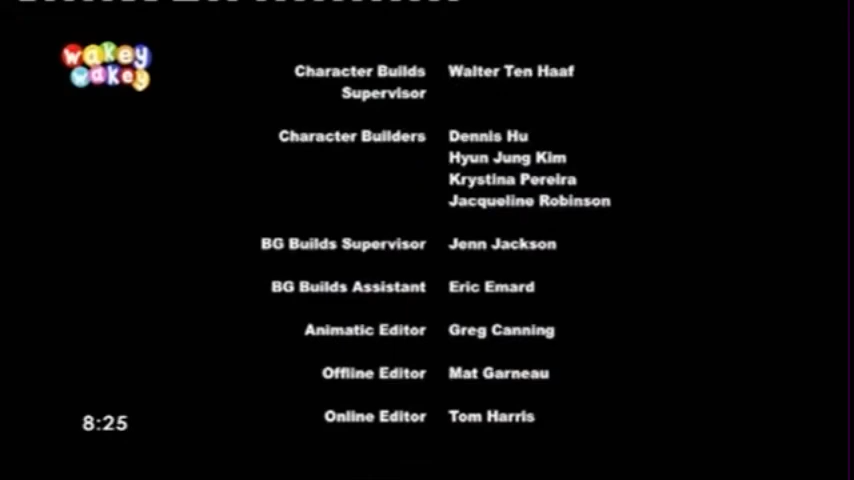 wakey
wakey
Character Builds Walter Ten Haaf
Supervisor
Character Builders Dennis Hu
Hyun Jung Kim
Krystina Pereira
Jacqueline Robinson
BG Builds Supervisor Jenn Jackson
BG Builds Assistant Eric Emard
Animatic Editor Greg Canning
Offline Editor Mat Garneau
Online Editor Tom Harris
8:25